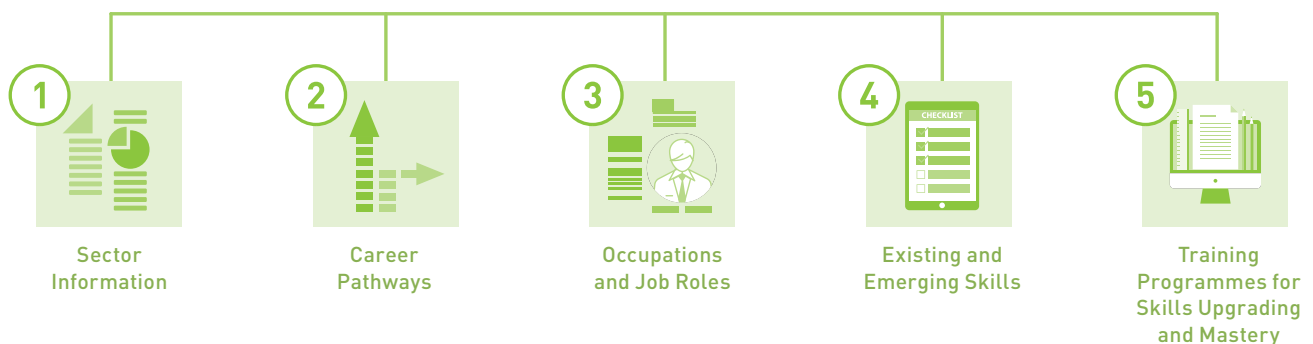 1
Sector
Information
2
Career
Pathways
3
Occupations
and Job Roles
4
CHECKLIST
Existing and
Emerging Skills
5
Training
Programmes for
Skills Upgrading
and Mastery